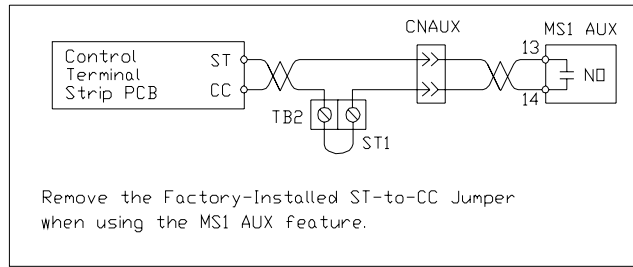 CNAUX
MS1 AUX
Control
Terminal
Strip PCB
ST
CC
13
14
NO
TB2
ST1
Remove the Factory-Installed ST-to-CC Jumper
when using the MS1 AUX feature.